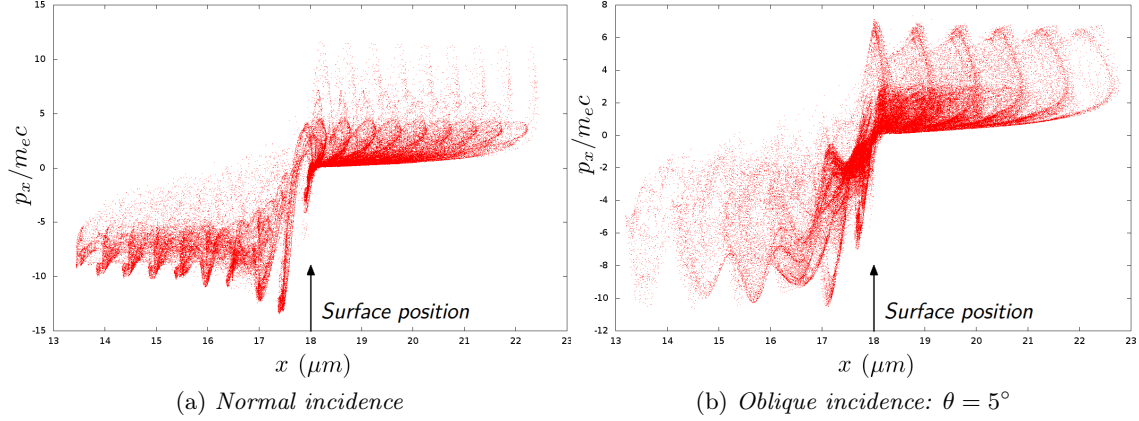 15
10
5
0
-5
-10
-15
13 14 15 16 17 18 19 20 21 22 23
p_x/m_e c
x (μm)
Surface position
(a) Normal incidence
8
6
4
2
0
-2
-4
-6
-8
-10
-12
13 14 15 16 17 18 19 20 21 22 23
p_x/m_e c
x (μm)
Surface position
(b) Oblique incidence: θ = 5°